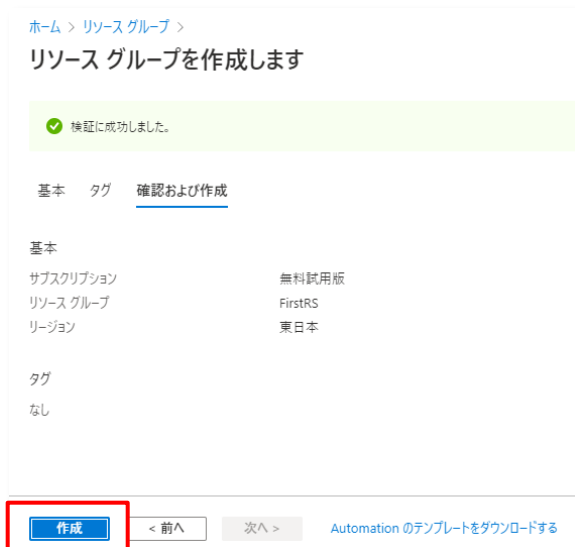 ホーム > リソース グループ >
リソース グループを作成します
検証に成功しました。
基本 タグ 確認および作成
基本
サブスクリプション 無料試用版
リソース グループ FirstRS
リージョン 東日本
タグ
なし
作成 < 前へ 次へ > Automation のテンプレートをダウンロードする